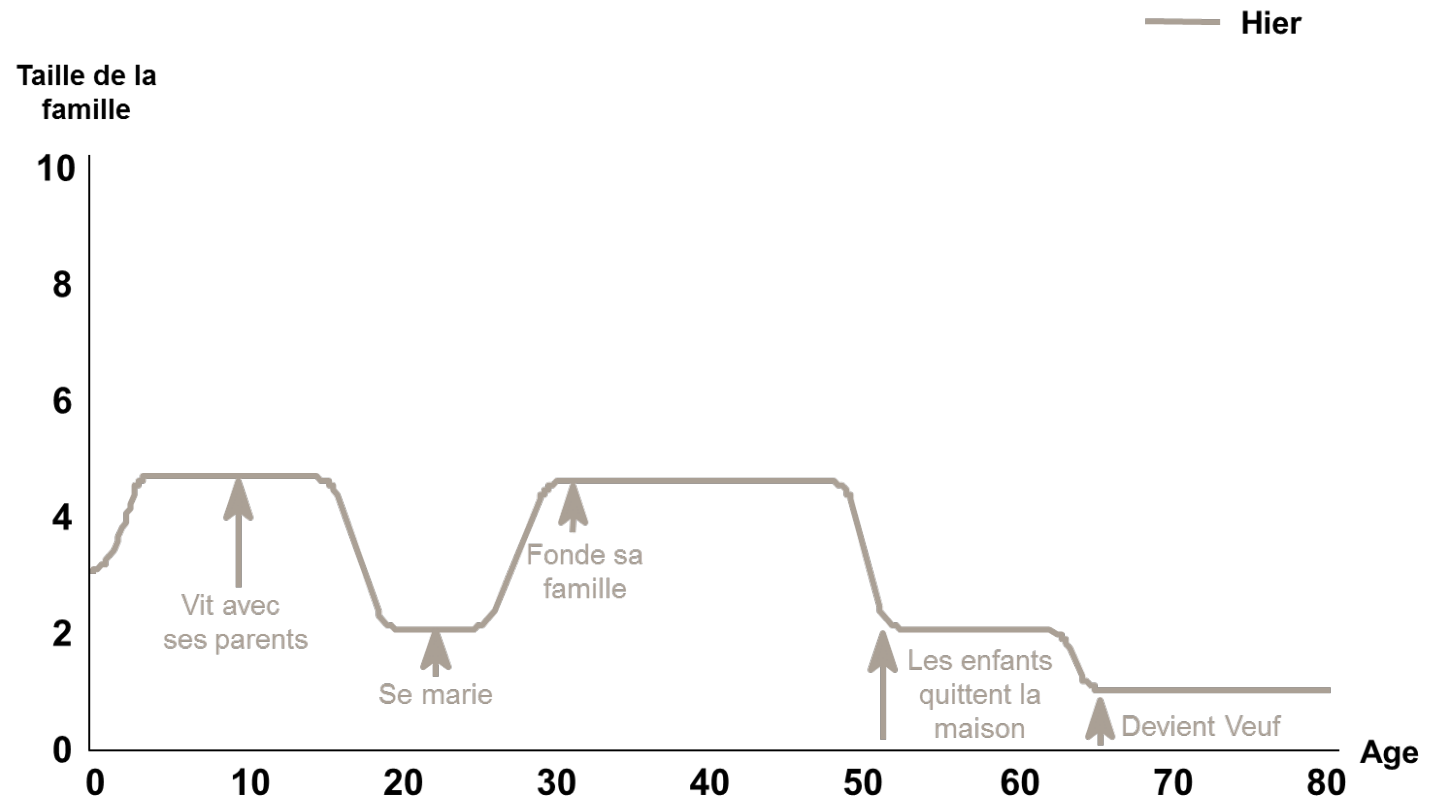 Hier
Taille de la
famille
10
8
6
4
2
0
Vit avec
ses parents
Se marie
Fonde sa
famille
Les enfants
quittent la
maison
Devient Veuf
0 10 20 30 40 50 60 70 80
Age